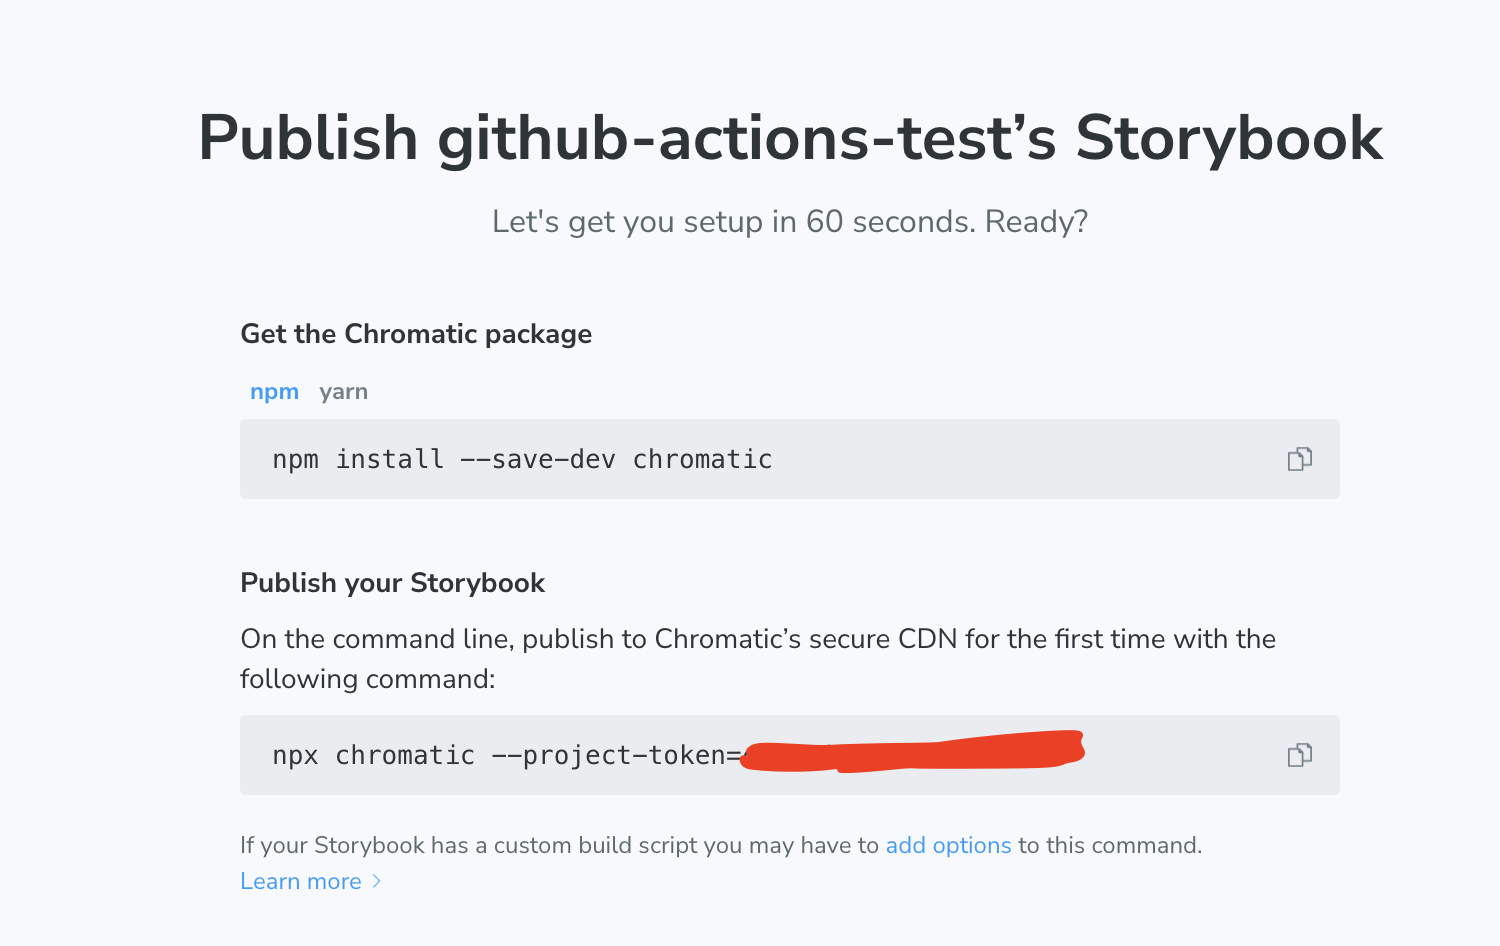 Publish github-actions-test’s Storybook
Let's get you setup in 60 seconds. Ready?
Get the Chromatic package
npm yarn
npm install --save-dev chromatic
Publish your Storybook
On the command line, publish to Chromatic’s secure CDN for the first time with the
following command:
npx chromatic --project-token=
If your Storybook has a custom build script you may have to add options to this command.
Learn more